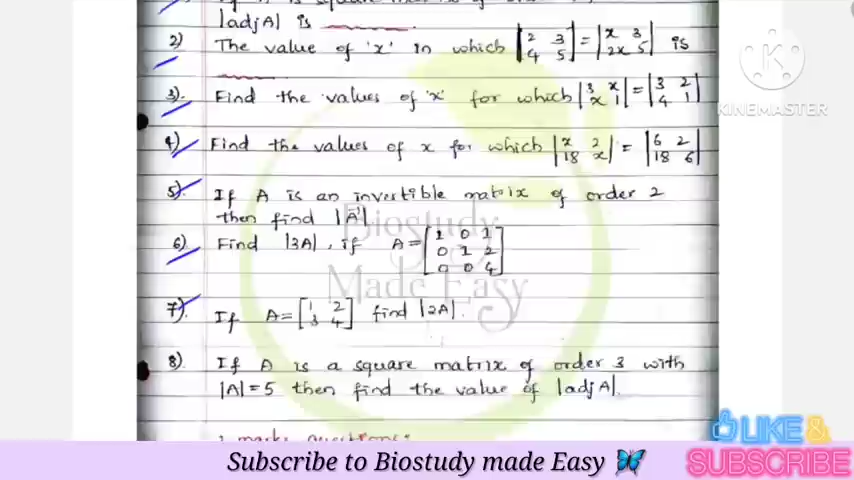 |adjA| is
2) The value of 'x' in which |2 3 4 5| = |x 3 2x 5| is
3). Find the values of 'x' for which |3 x x 1| = |3 2 4 1|
4) Find the values of x for which |x 2 18 x| = |6 2 18 6|
5) If A is an invertible matrix of order 2
then find |A⁻¹|.
6) Find |3A|, if A = [1 0 1 0 1 2 0 0 4]
7). If A = [1 2 3 4] find |2A|.
8) If A is a square matrix of order 3 with
|A| = 5 then find the value of |adjA|.
Biostudy
Made Easy
KINEMASTER
LIKE &
SUBSCRIBE
Subscribe to Biostudy made Easy 🦋